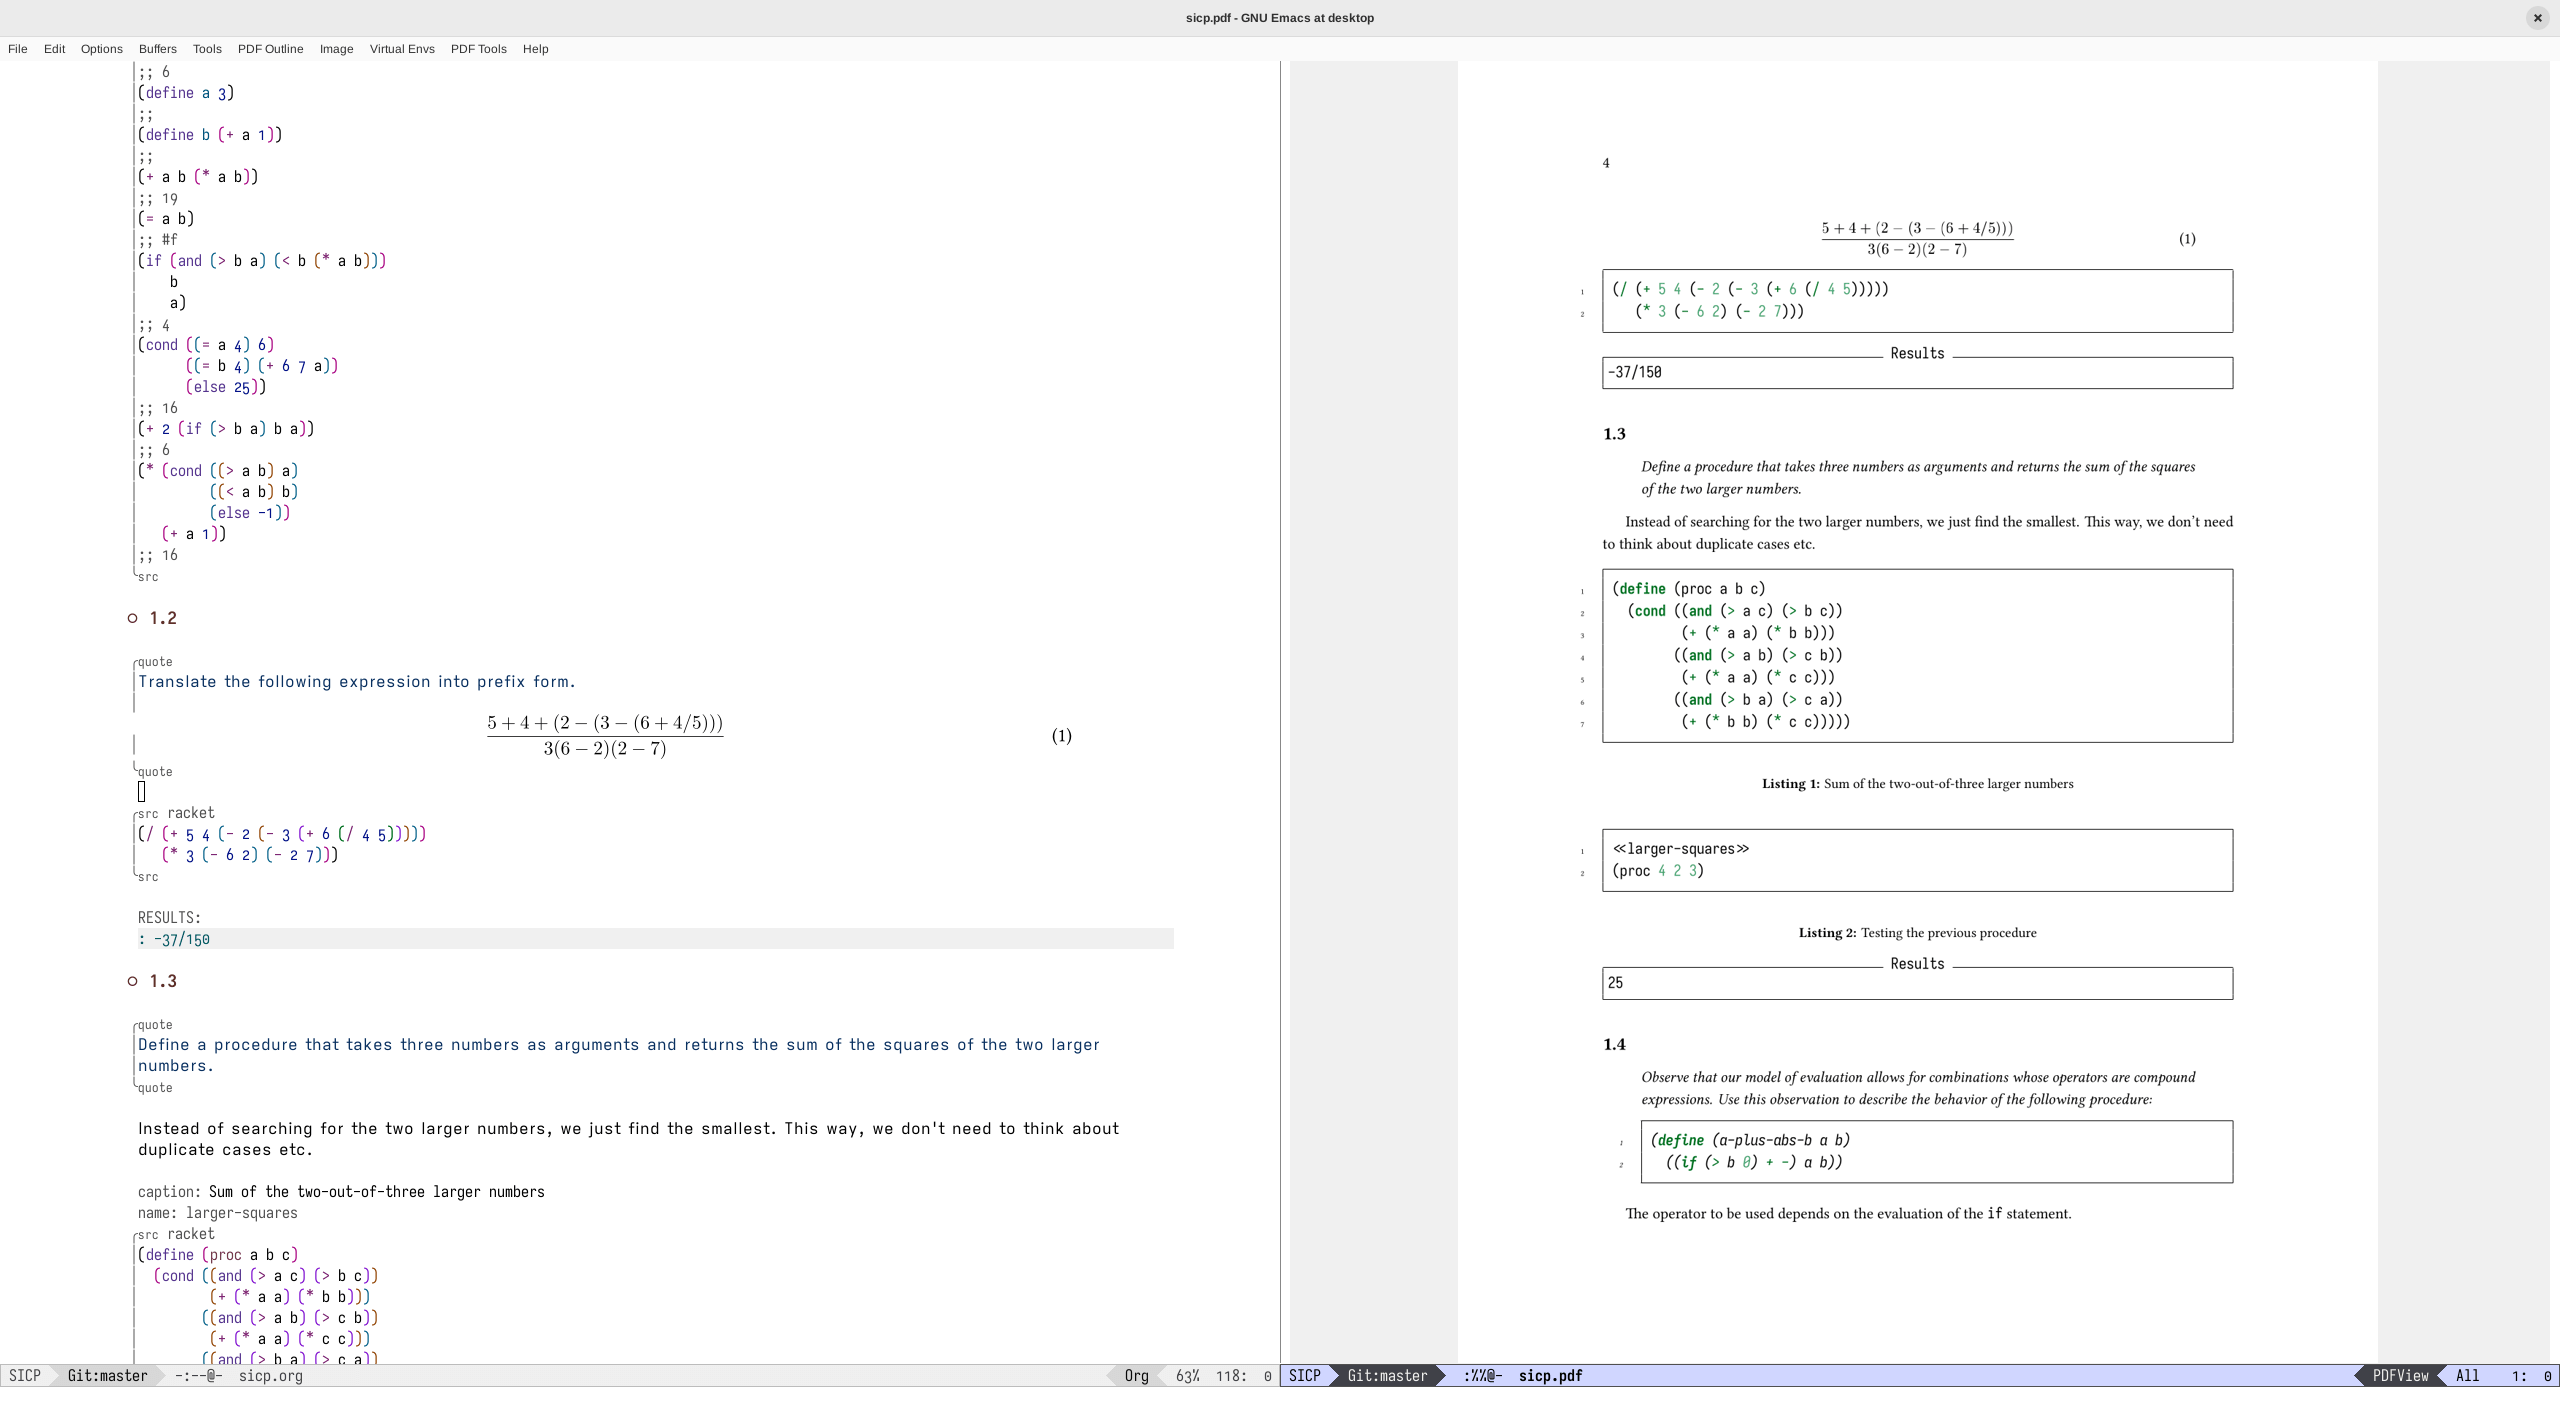 sicp.pdf - GNU Emacs at desktop
File Edit Options Buffers Tools PDF Outline Image Virtual Envs PDF Tools Help
;; 6
(define a 3)
;;
(define b (+ a 1))
;;
(+ a b (* a b))
;; 19
(= a b)
;; #f
(if (and (> b a) (< b (* a b)))
    b
    a)
;; 4
(cond ((= a 4) 6)
      ((= b 4) (+ 6 7 a))
      (else 25))
;; 16
(+ 2 (if (> b a) b a))
;; 6
(* (cond ((> a b) a)
         ((< a b) b)
         (else -1))
   (+ a 1))
;; 16
src
1.2
quote
Translate the following expression into prefix form.
5 + 4 + (2 − (3 − (6 + 4/5)))
3(6 − 2)(2 − 7)
(1)
quote
src racket
(/ (+ 5 4 (- 2 (- 3 (+ 6 (/ 4 5)))))
   (* 3 (- 6 2) (- 2 7)))
src
RESULTS:
: -37/150
1.3
quote
Define a procedure that takes three numbers as arguments and returns the sum of the squares of the two larger
numbers.
quote
Instead of searching for the two larger numbers, we just find the smallest. This way, we don't need to think about
duplicate cases etc.
caption: Sum of the two-out-of-three larger numbers
name: larger-squares
src racket
(define (proc a b c)
  (cond ((and (> a c) (> b c))
         (+ (* a a) (* b b)))
        ((and (> a b) (> c b))
         (+ (* a a) (* c c)))
        ((and (> b a) (> c a))
SICP Git:master -:--@- sicp.org Org 63% 118: 0
4
5 + 4 + (2 − (3 − (6 + 4/5)))
3(6 − 2)(2 − 7)
(1)
1 (/ (+ 5 4 (- 2 (- 3 (+ 6 (/ 4 5)))))
2    (* 3 (- 6 2) (- 2 7)))
Results
-37/150
1.3
Define a procedure that takes three numbers as arguments and returns the sum of the squares
of the two larger numbers.
Instead of searching for the two larger numbers, we just find the smallest. This way, we don’t need
to think about duplicate cases etc.
1 (define (proc a b c)
2   (cond ((and (> a c) (> b c))
3          (+ (* a a) (* b b)))
4         ((and (> a b) (> c b))
5          (+ (* a a) (* c c)))
6         ((and (> b a) (> c a))
7          (+ (* b b) (* c c)))))
Listing 1: Sum of the two-out-of-three larger numbers
1 <<larger-squares>>
2 (proc 4 2 3)
Listing 2: Testing the previous procedure
Results
25
1.4
Observe that our model of evaluation allows for combinations whose operators are compound
expressions. Use this observation to describe the behavior of the following procedure:
1 (define (a-plus-abs-b a b)
2   ((if (> b 0) + -) a b))
The operator to be used depends on the evaluation of the if statement.
SICP Git:master :%%@- sicp.pdf PDFView All 1: 0